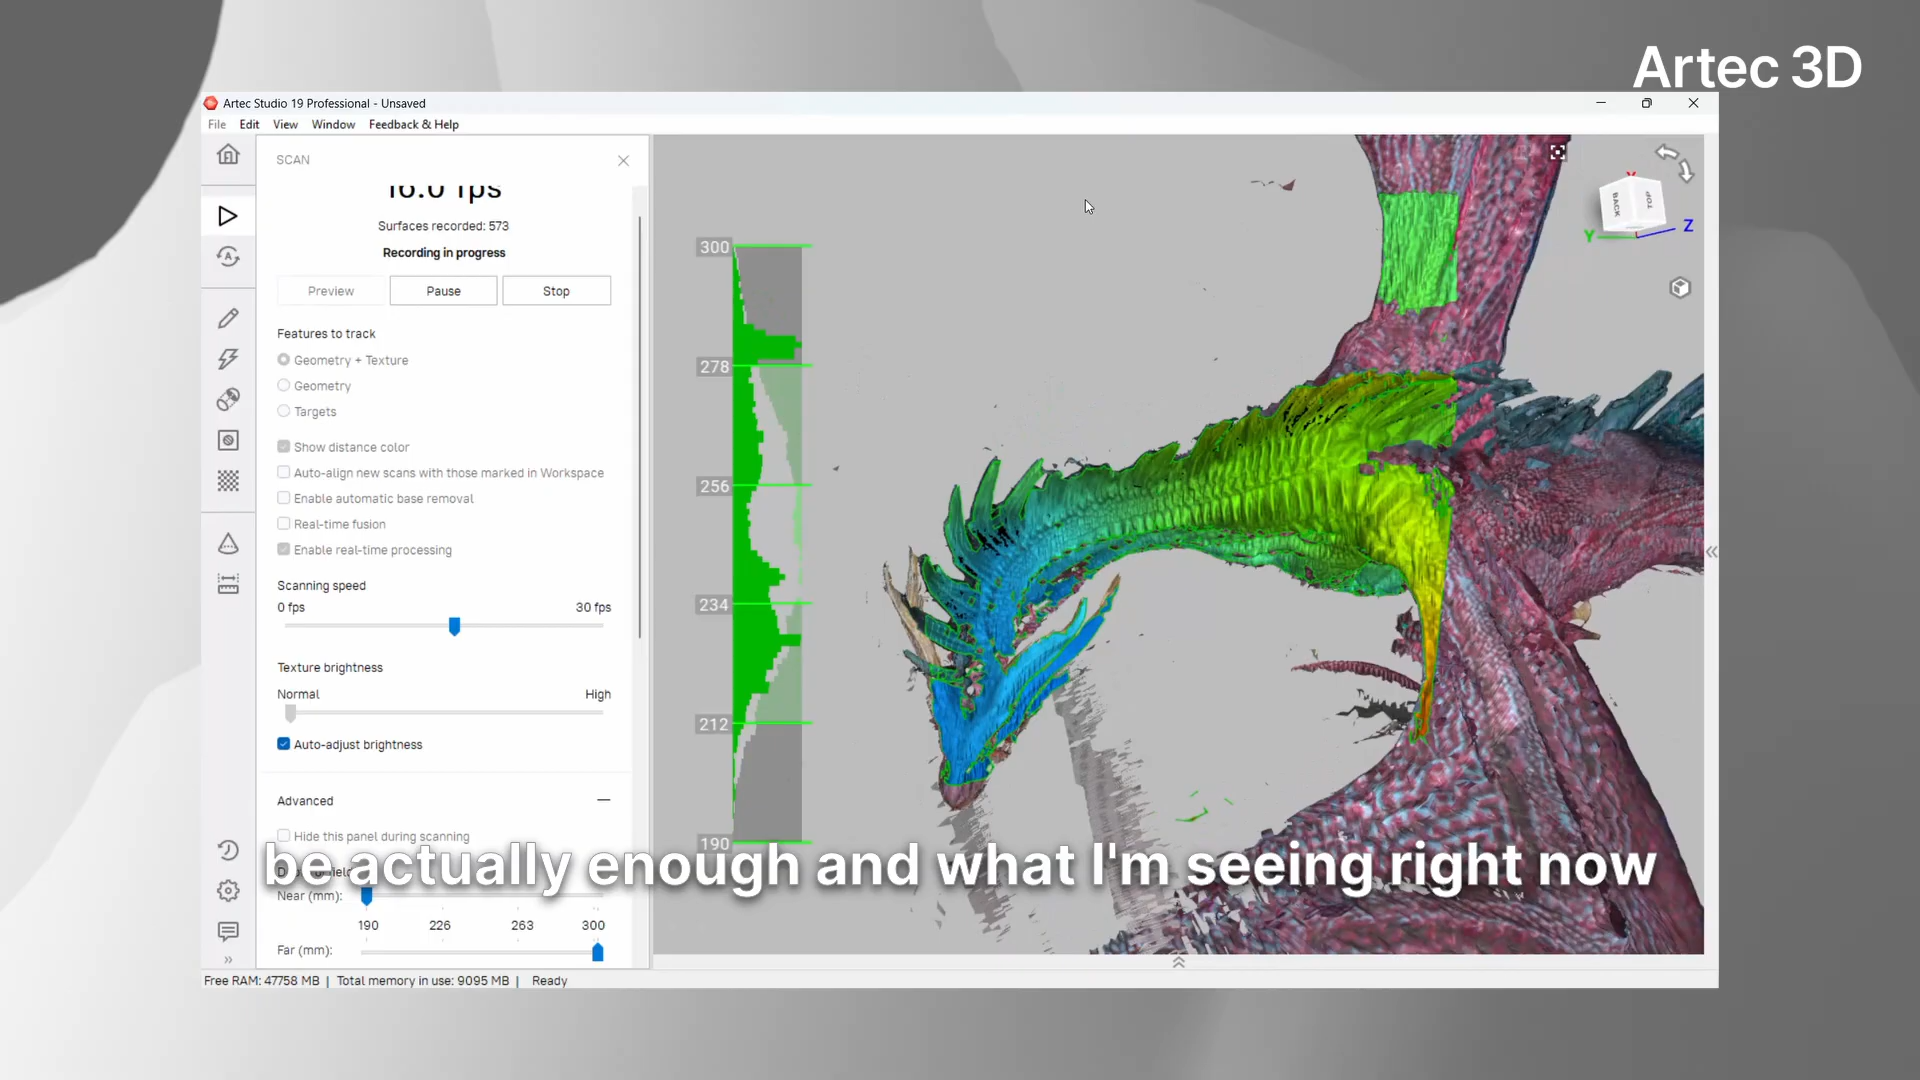 Artec 3D
Artec Studio 19 Professional - Unsaved
File Edit View Window Feedback & Help
SCAN
16.0 fps
Surfaces recorded: 573
Recording in progress
Preview Pause Stop
Features to track
Geometry + Texture
Geometry
Targets
Show distance color
Auto-align new scans with those marked in Workspace
Enable automatic base removal
Real-time fusion
Enable real-time processing
Scanning speed
0 fps 30 fps
Texture brightness
Normal High
Auto-adjust brightness
Advanced
Hide this panel during scanning
Near (mm):
190 226 263 300
Far (mm):
300
278
256
234
212
190
BACK
TOP
Y
Z
be actually enough and what I'm seeing right now
Free RAM: 47758 MB | Total memory in use: 9095 MB | Ready